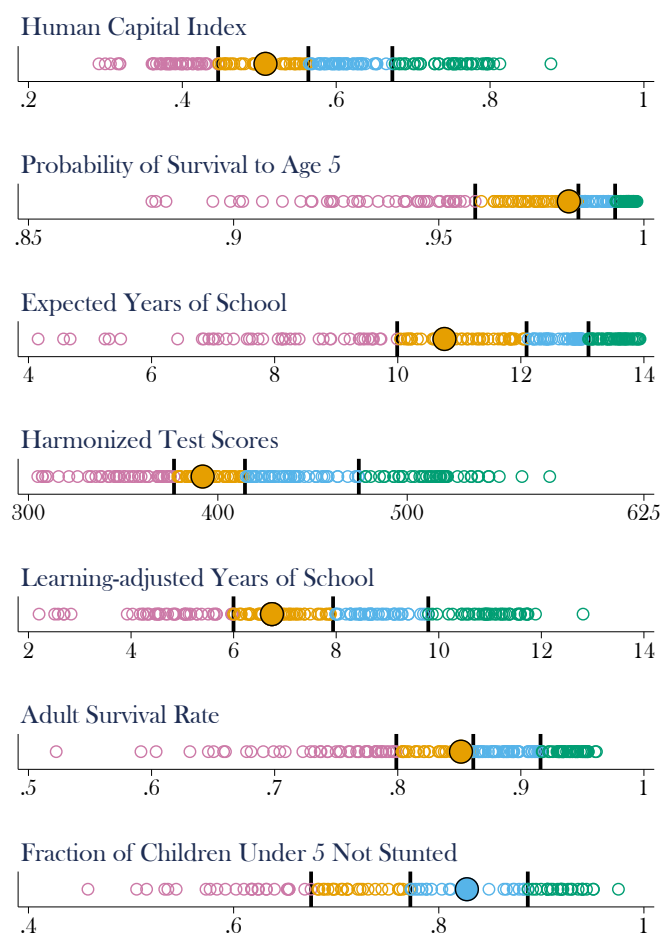 Human Capital Index
.2 .4 .6 .8 1
Probability of Survival to Age 5
.85 .9 .95 1
Expected Years of School
4 6 8 10 12 14
Harmonized Test Scores
300 400 500 625
Learning-adjusted Years of School
2 4 6 8 10 12 14
Adult Survival Rate
.5 .6 .7 .8 .9 1
Fraction of Children Under 5 Not Stunted
.4 .6 .8 1